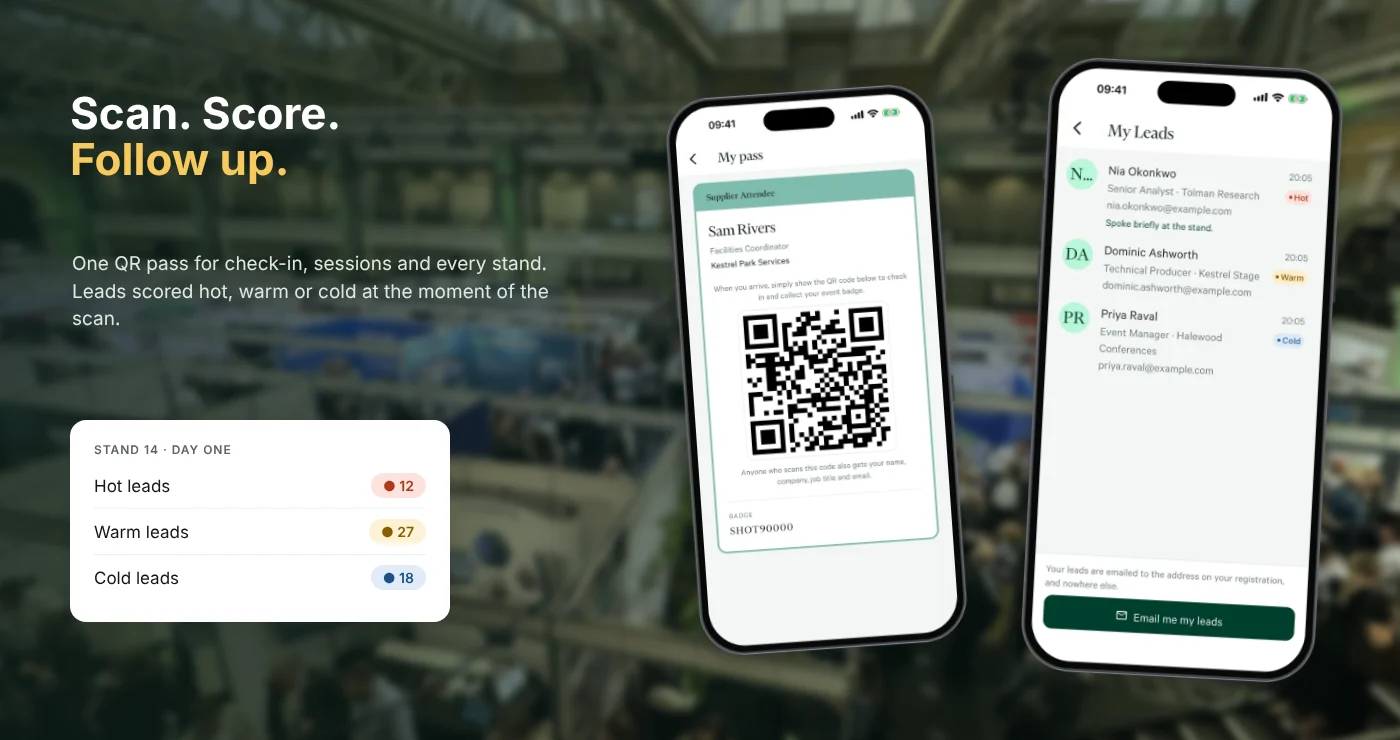 Scan. Score.
Follow up.
One QR pass for check-in, sessions and every stand.
Leads scored hot, warm or cold at the moment of the
scan.
STAND 14 · DAY ONE
Hot leads 12
Warm leads 27
Cold leads 18
09:41
My pass
Supplier Attendee
Sam Rivers
Facilities Coordinator
Kestrel Park Services
When you arrive, simply show the QR code below to check
in and collect your event badge.
Anyone who scans this code also gets your name,
company, job title and email.
BADGE
SHOT90000
09:41
My Leads
N...
Nia Okonkwo 20:05
Senior Analyst · Tolman Research Hot
nia.okonkwo@example.com
Spoke briefly at the stand.
DA
Dominic Ashworth 20:05
Technical Producer · Kestrel Stage Warm
dominic.ashworth@example.com
PR
Priya Raval 20:05
Event Manager · Halewood Cold
Conferences
priya.raval@example.com
Your leads are emailed to the address on your registration,
and nowhere else.
Email me my leads